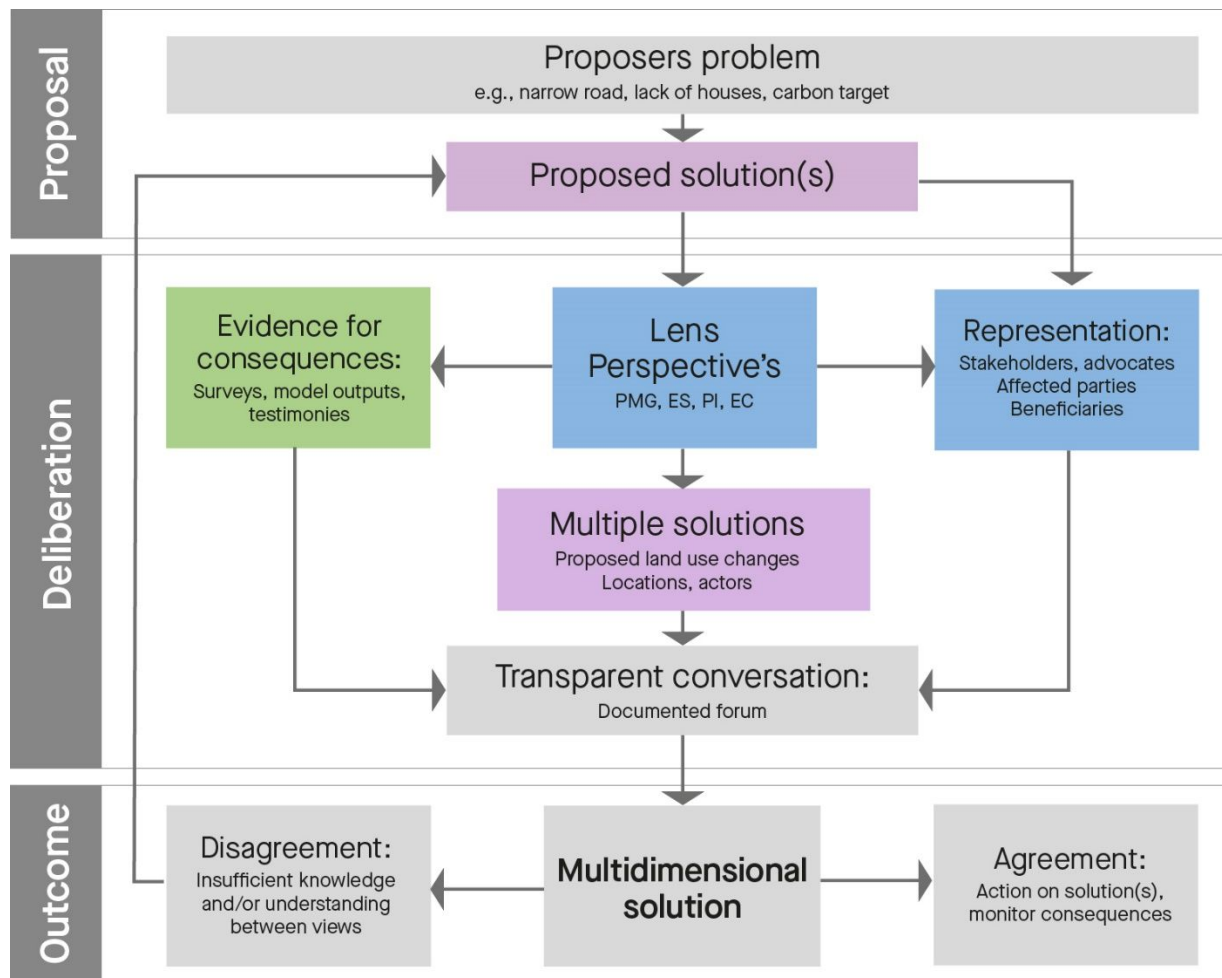 Proposal
Proposers problem
e.g., narrow road, lack of houses, carbon target
Proposed solution(s)
Deliberation
Evidence for
consequences:
Surveys, model outputs,
testimonies
Lens
Perspective's
PMG, ES, PI, EC
Representation:
Stakeholders, advocates
Affected parties
Beneficiaries
Multiple solutions
Proposed land use changes
Locations, actors
Transparent conversation:
Documented forum
Outcome
Disagreement:
Insufficient knowledge
and/or understanding
between views
Multidimensional
solution
Agreement:
Action on solution(s),
monitor consequences